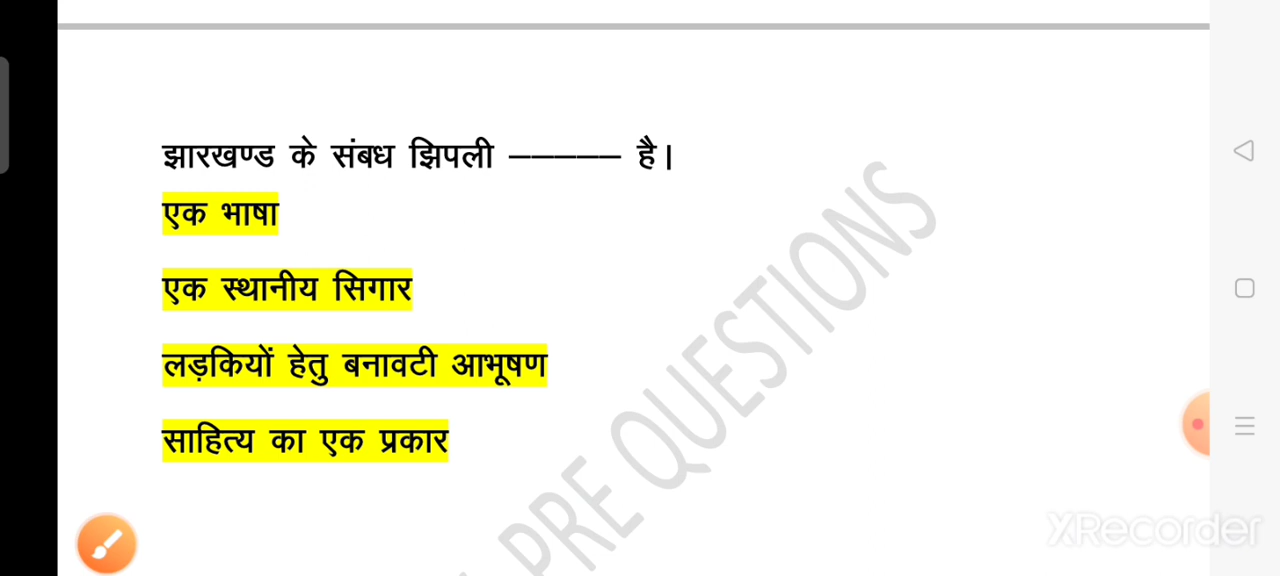 झारखण्ड के संबध झिपली ––––– है।
एक भाषा
एक स्थानीय सिगार
लड़कियों हेतु बनावटी आभूषण
साहित्य का एक प्रकार
PRE QUESTIONS
XRecorder